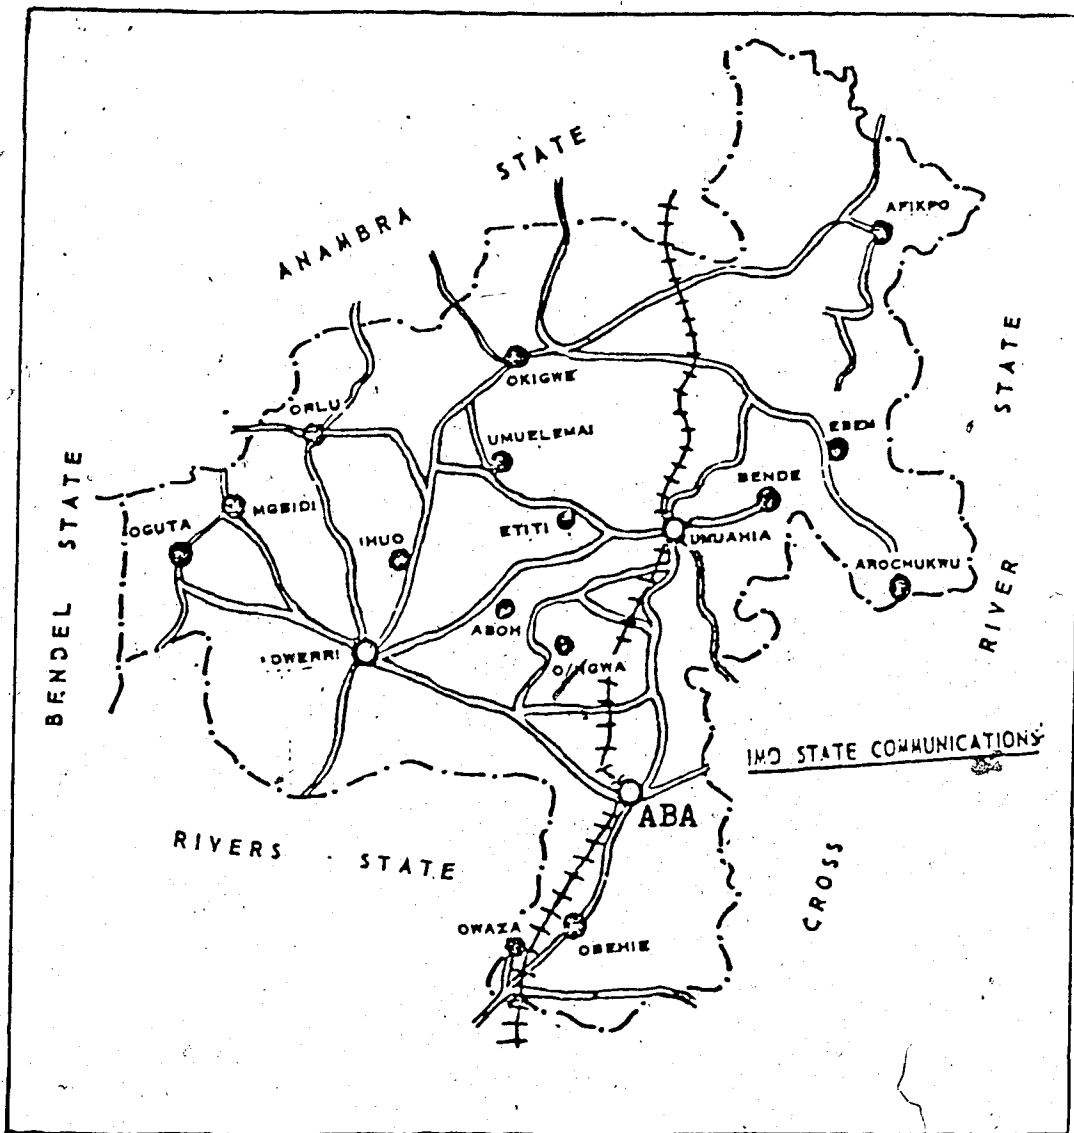 ANAMBRA STATE
AFIKPO
OKIGWE
ORLU
UMUELEMAI
EBEM
BENDE
MGBIDI
OGUTA
IHUO
ETITI
UMUAHIA
AROCHUKWU
ABOH
OWERRI
BENDEL STATE
IMO STATE COMMUNICATIONS
ABA
RIVERS STATE
OWAZA
OBEHIE
CROSS RIVER STATE